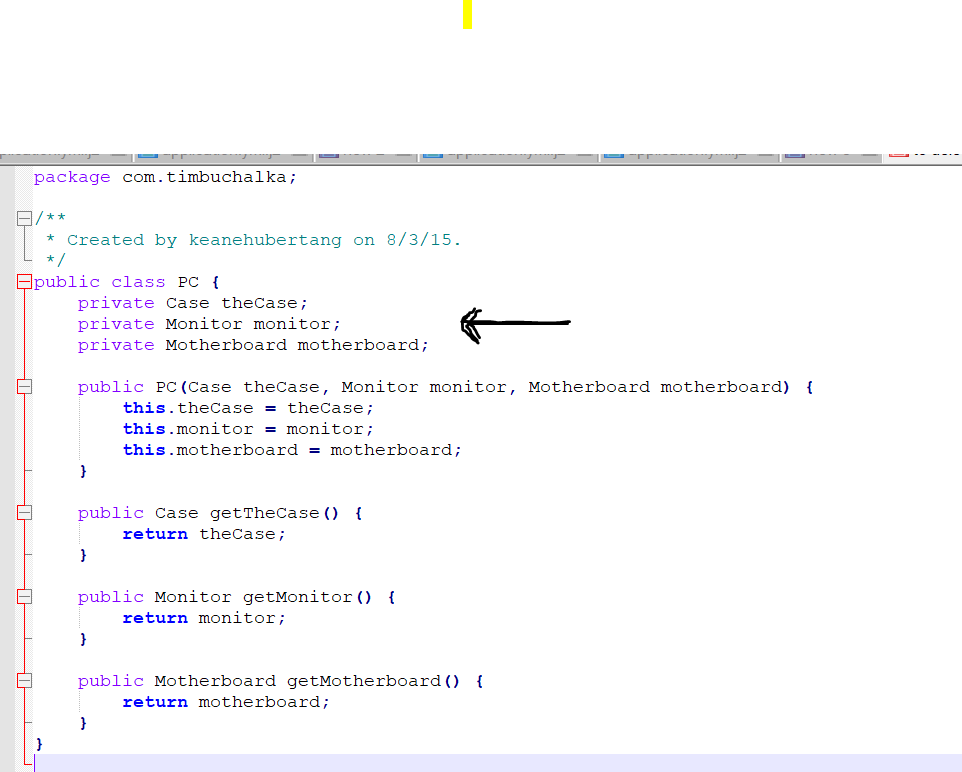 package com.timbuchalka;
/**
 * Created by keanehubertang on 8/3/15.
 */
public class PC {
    private Case theCase;
    private Monitor monitor;
    private Motherboard motherboard;
    public PC(Case theCase, Monitor monitor, Motherboard motherboard) {
        this.theCase = theCase;
        this.monitor = monitor;
        this.motherboard = motherboard;
    }
    public Case getTheCase() {
        return theCase;
    }
    public Monitor getMonitor() {
        return monitor;
    }
    public Motherboard getMotherboard() {
        return motherboard;
    }
}